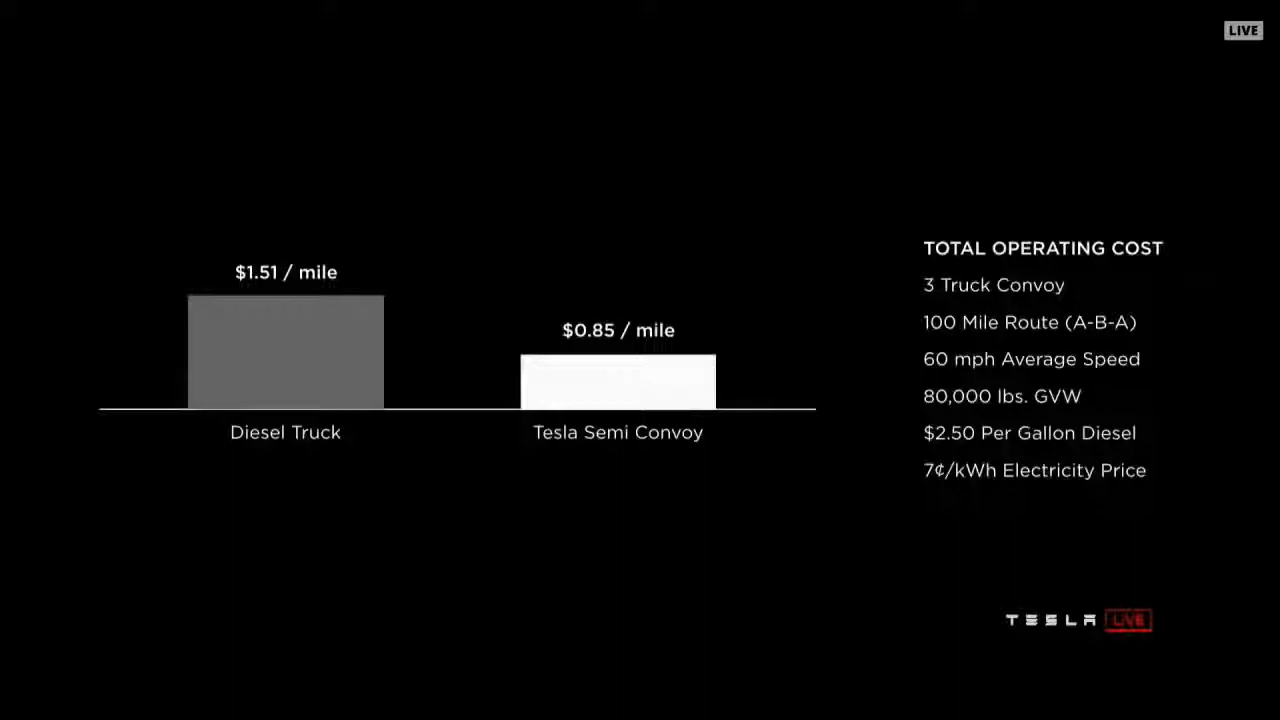 LIVE
$1.51 / mile
$0.85 / mile
Diesel Truck
Tesla Semi Convoy
TOTAL OPERATING COST
3 Truck Convoy
100 Mile Route (A-B-A)
60 mph Average Speed
80,000 lbs. GVW
$2.50 Per Gallon Diesel
7¢/kWh Electricity Price
TESLA LIVE